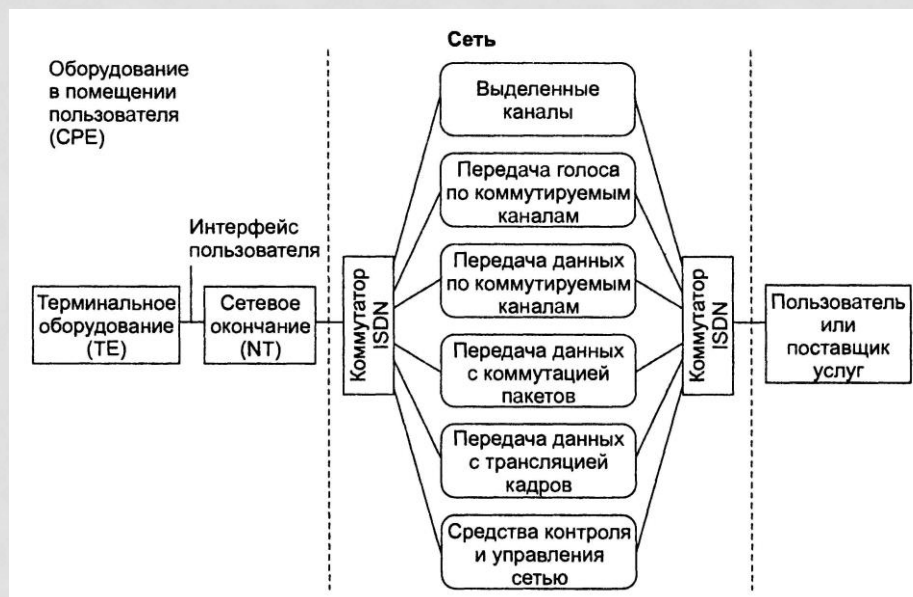 Сеть
Оборудование
в помещении
пользователя
(CPE)
Интерфейс
пользователя
Терминальное
оборудование
(TE)
Сетевое
окончание
(NT)
Коммутатор
ISDN
Выделенные
каналы
Передача голоса
по коммутируемым
каналам
Передача данных
по коммутируемым
каналам
Передача данных
с коммутацией
пакетов
Передача данных
с трансляцией
кадров
Средства контроля
и управления
сетью
Коммутатор
ISDN
Пользователь
или
поставщик
услуг